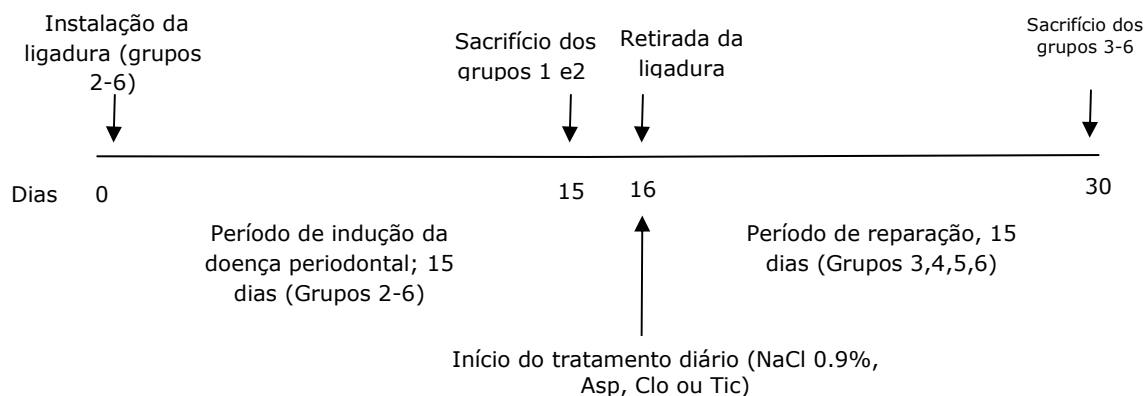 Instalação da
ligadura (grupos
2-6)
Sacrifício dos
grupos 1 e2
Retirada da
ligadura
Sacrifício dos
grupos 3-6
Dias
0
15
16
30
Período de indução da
doença periodontal; 15
dias (Grupos 2-6)
Período de reparação, 15
dias (Grupos 3,4,5,6)
Início do tratamento diário (NaCl 0.9%,
Asp, Clo ou Tic)